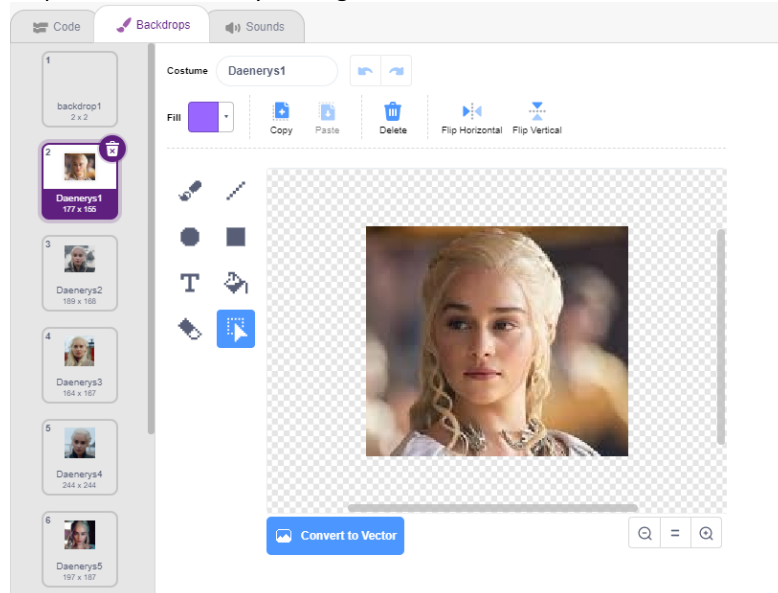 Code
Backdrops
Sounds
1
backdrop1
2 x 2
2
Daenerys1
177 x 155
3
Daenerys2
189 x 168
4
Daenerys3
164 x 167
5
Daenerys4
244 x 244
6
Daenerys5
197 x 187
Costume
Daenerys1
Fill
Copy
Paste
Delete
Flip Horizontal
Flip Vertical
T
Convert to Vector
=